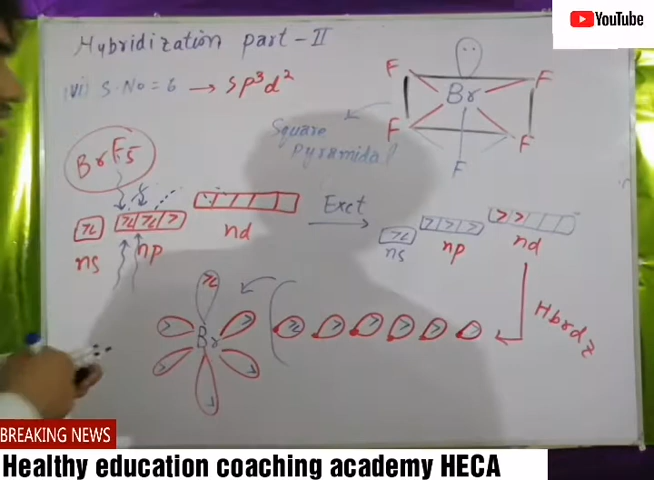 YouTube
Hybridization part-II
(vi) S.No = 6 → Sp³d²
BrF5
F F
Br
F F
F
Square
Pyramidal
Exct
ns np nd
ns np nd
Hbrdz
Br
BREAKING NEWS
Healthy education coaching academy HECA